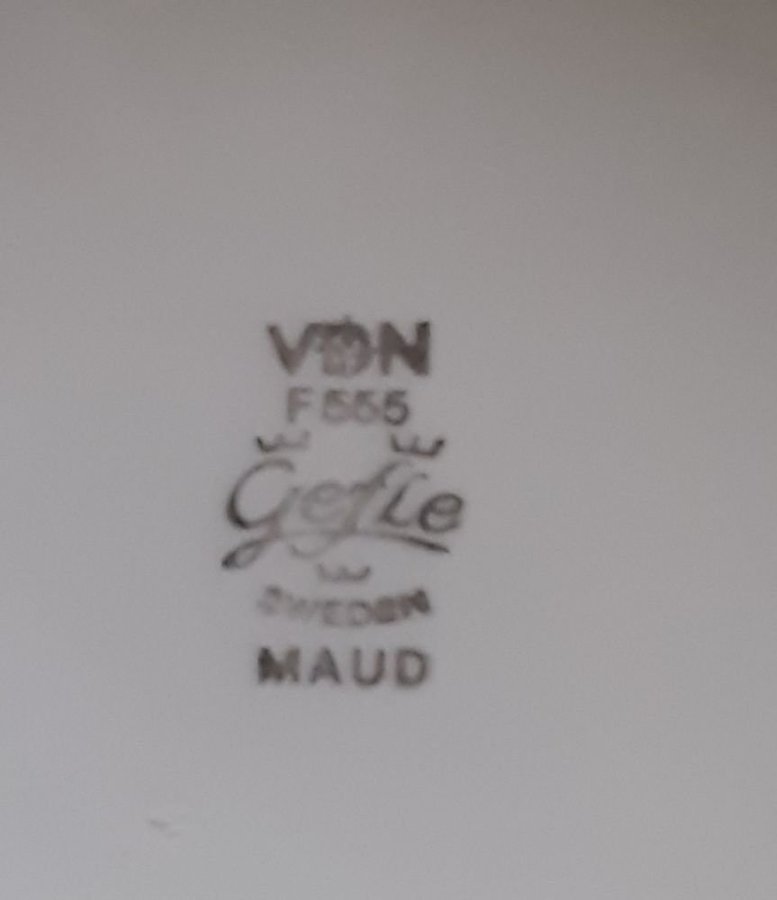 VDN
F555
Gefle
SWEDEN
MAUD